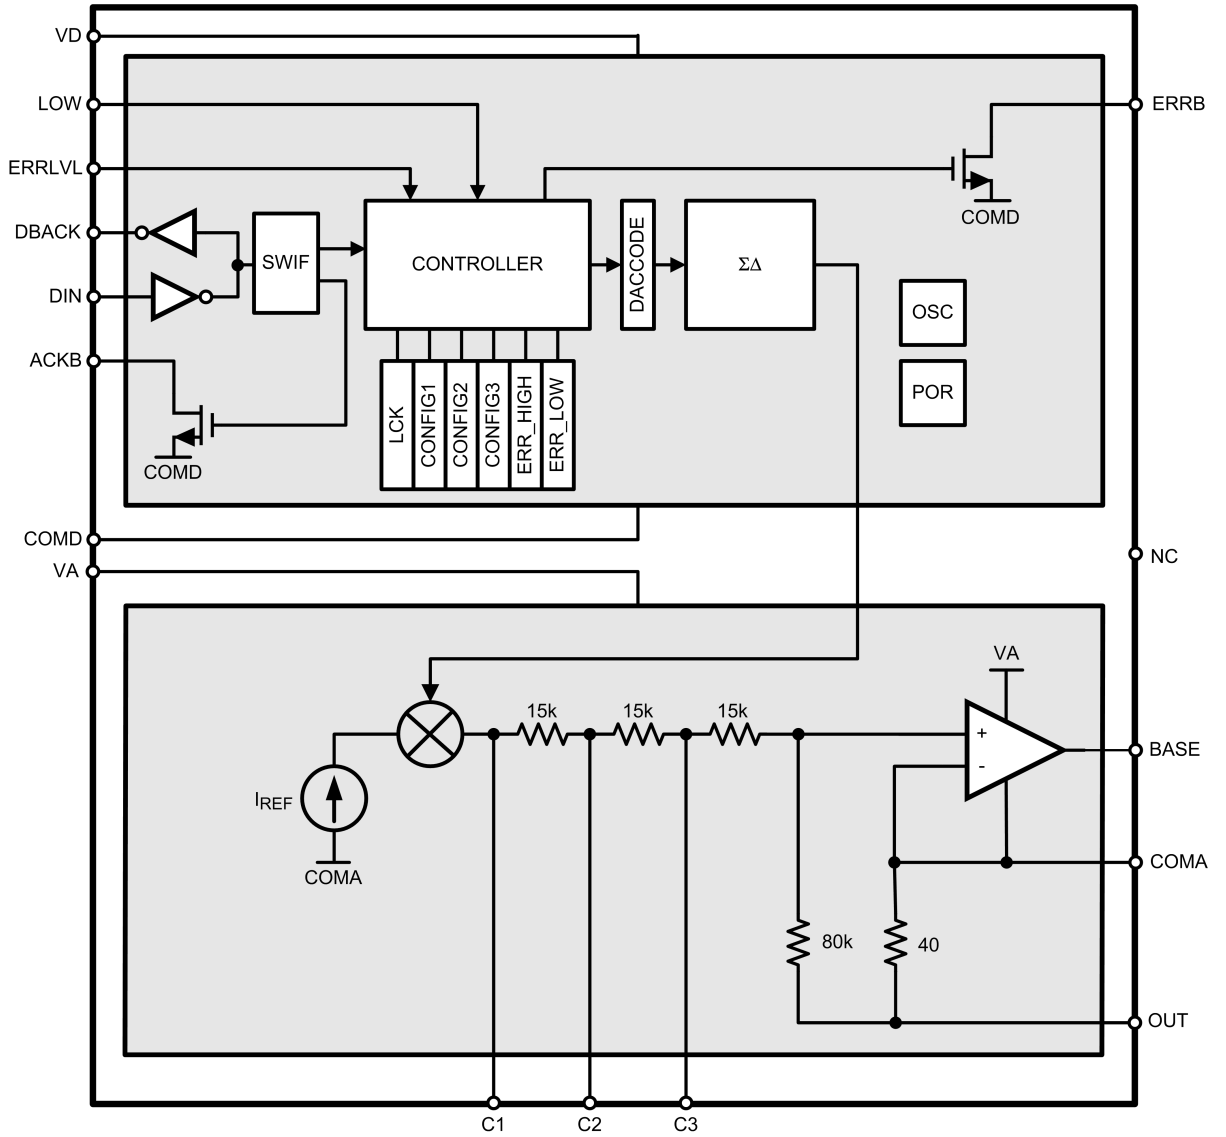 VD
LOW
ERRB
ERRLVL
COMD
DBACK
SWIF
CONTROLLER
DACCODE
ΣΔ
DIN
OSC
ACKB
POR
LCK
CONFIG1
CONFIG2
CONFIG3
ERR_HIGH
ERR_LOW
COMD
COMD
NC
VA
VA
15k
15k
15k
+
-
BASE
IREF
COMA
COMA
80k
40
OUT
C1
C2
C3